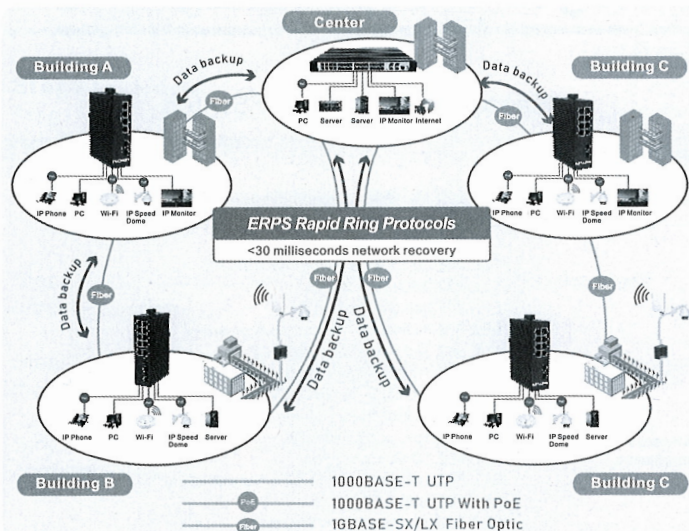 Center
Building A
Data backup
Fiber
PC Server Server IP Monitor Internet
Data backup
Fiber
Building C
IP Phone PC Wi-Fi IP Speed Dome IP Monitor
IP Phone PC Wi-Fi IP Speed Dome IP Monitor
ERPS Rapid Ring Protocols
<30 milliseconds network recovery
Data backup
Fiber
Fiber
Fiber
Fiber
Data backup
Data backup
IP Phone PC Wi-Fi IP Speed Dome Server
IP Phone PC Wi-Fi IP Speed Dome Server
Building B
Building C
1000BASE-T UTP
PoE
1000BASE-T UTP With PoE
Fiber
1GBASE-SX/LX Fiber Optic